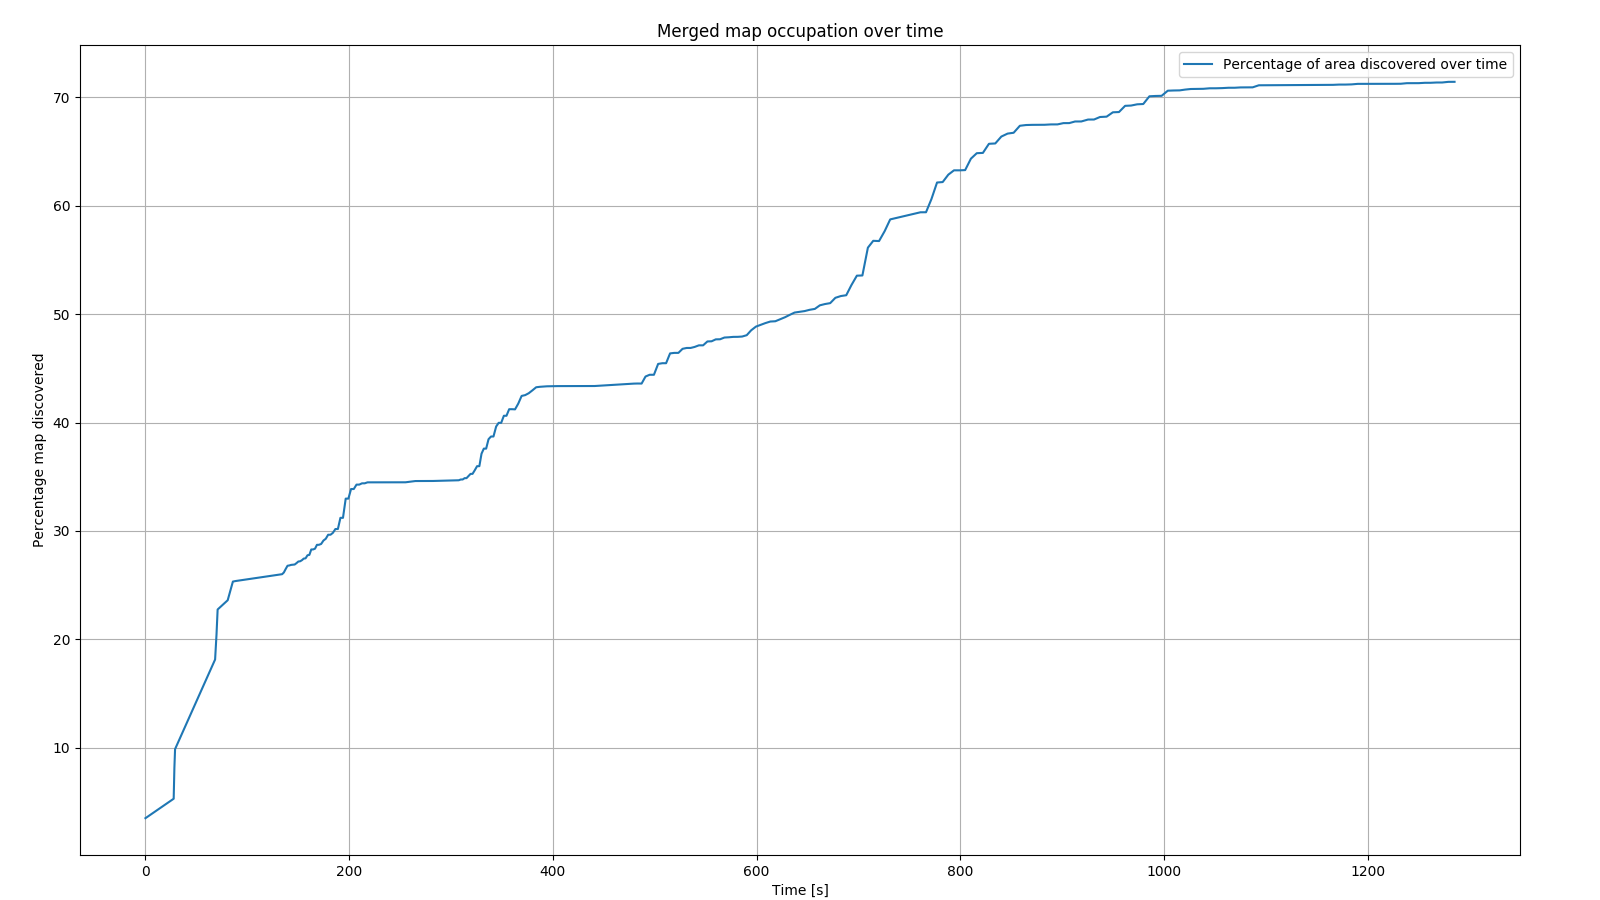 Merged map occupation over time
Percentage of area discovered over time
70
60
50
40
30
20
10
Percentage map discovered
0 200 400 600 800 1000 1200
Time [s]